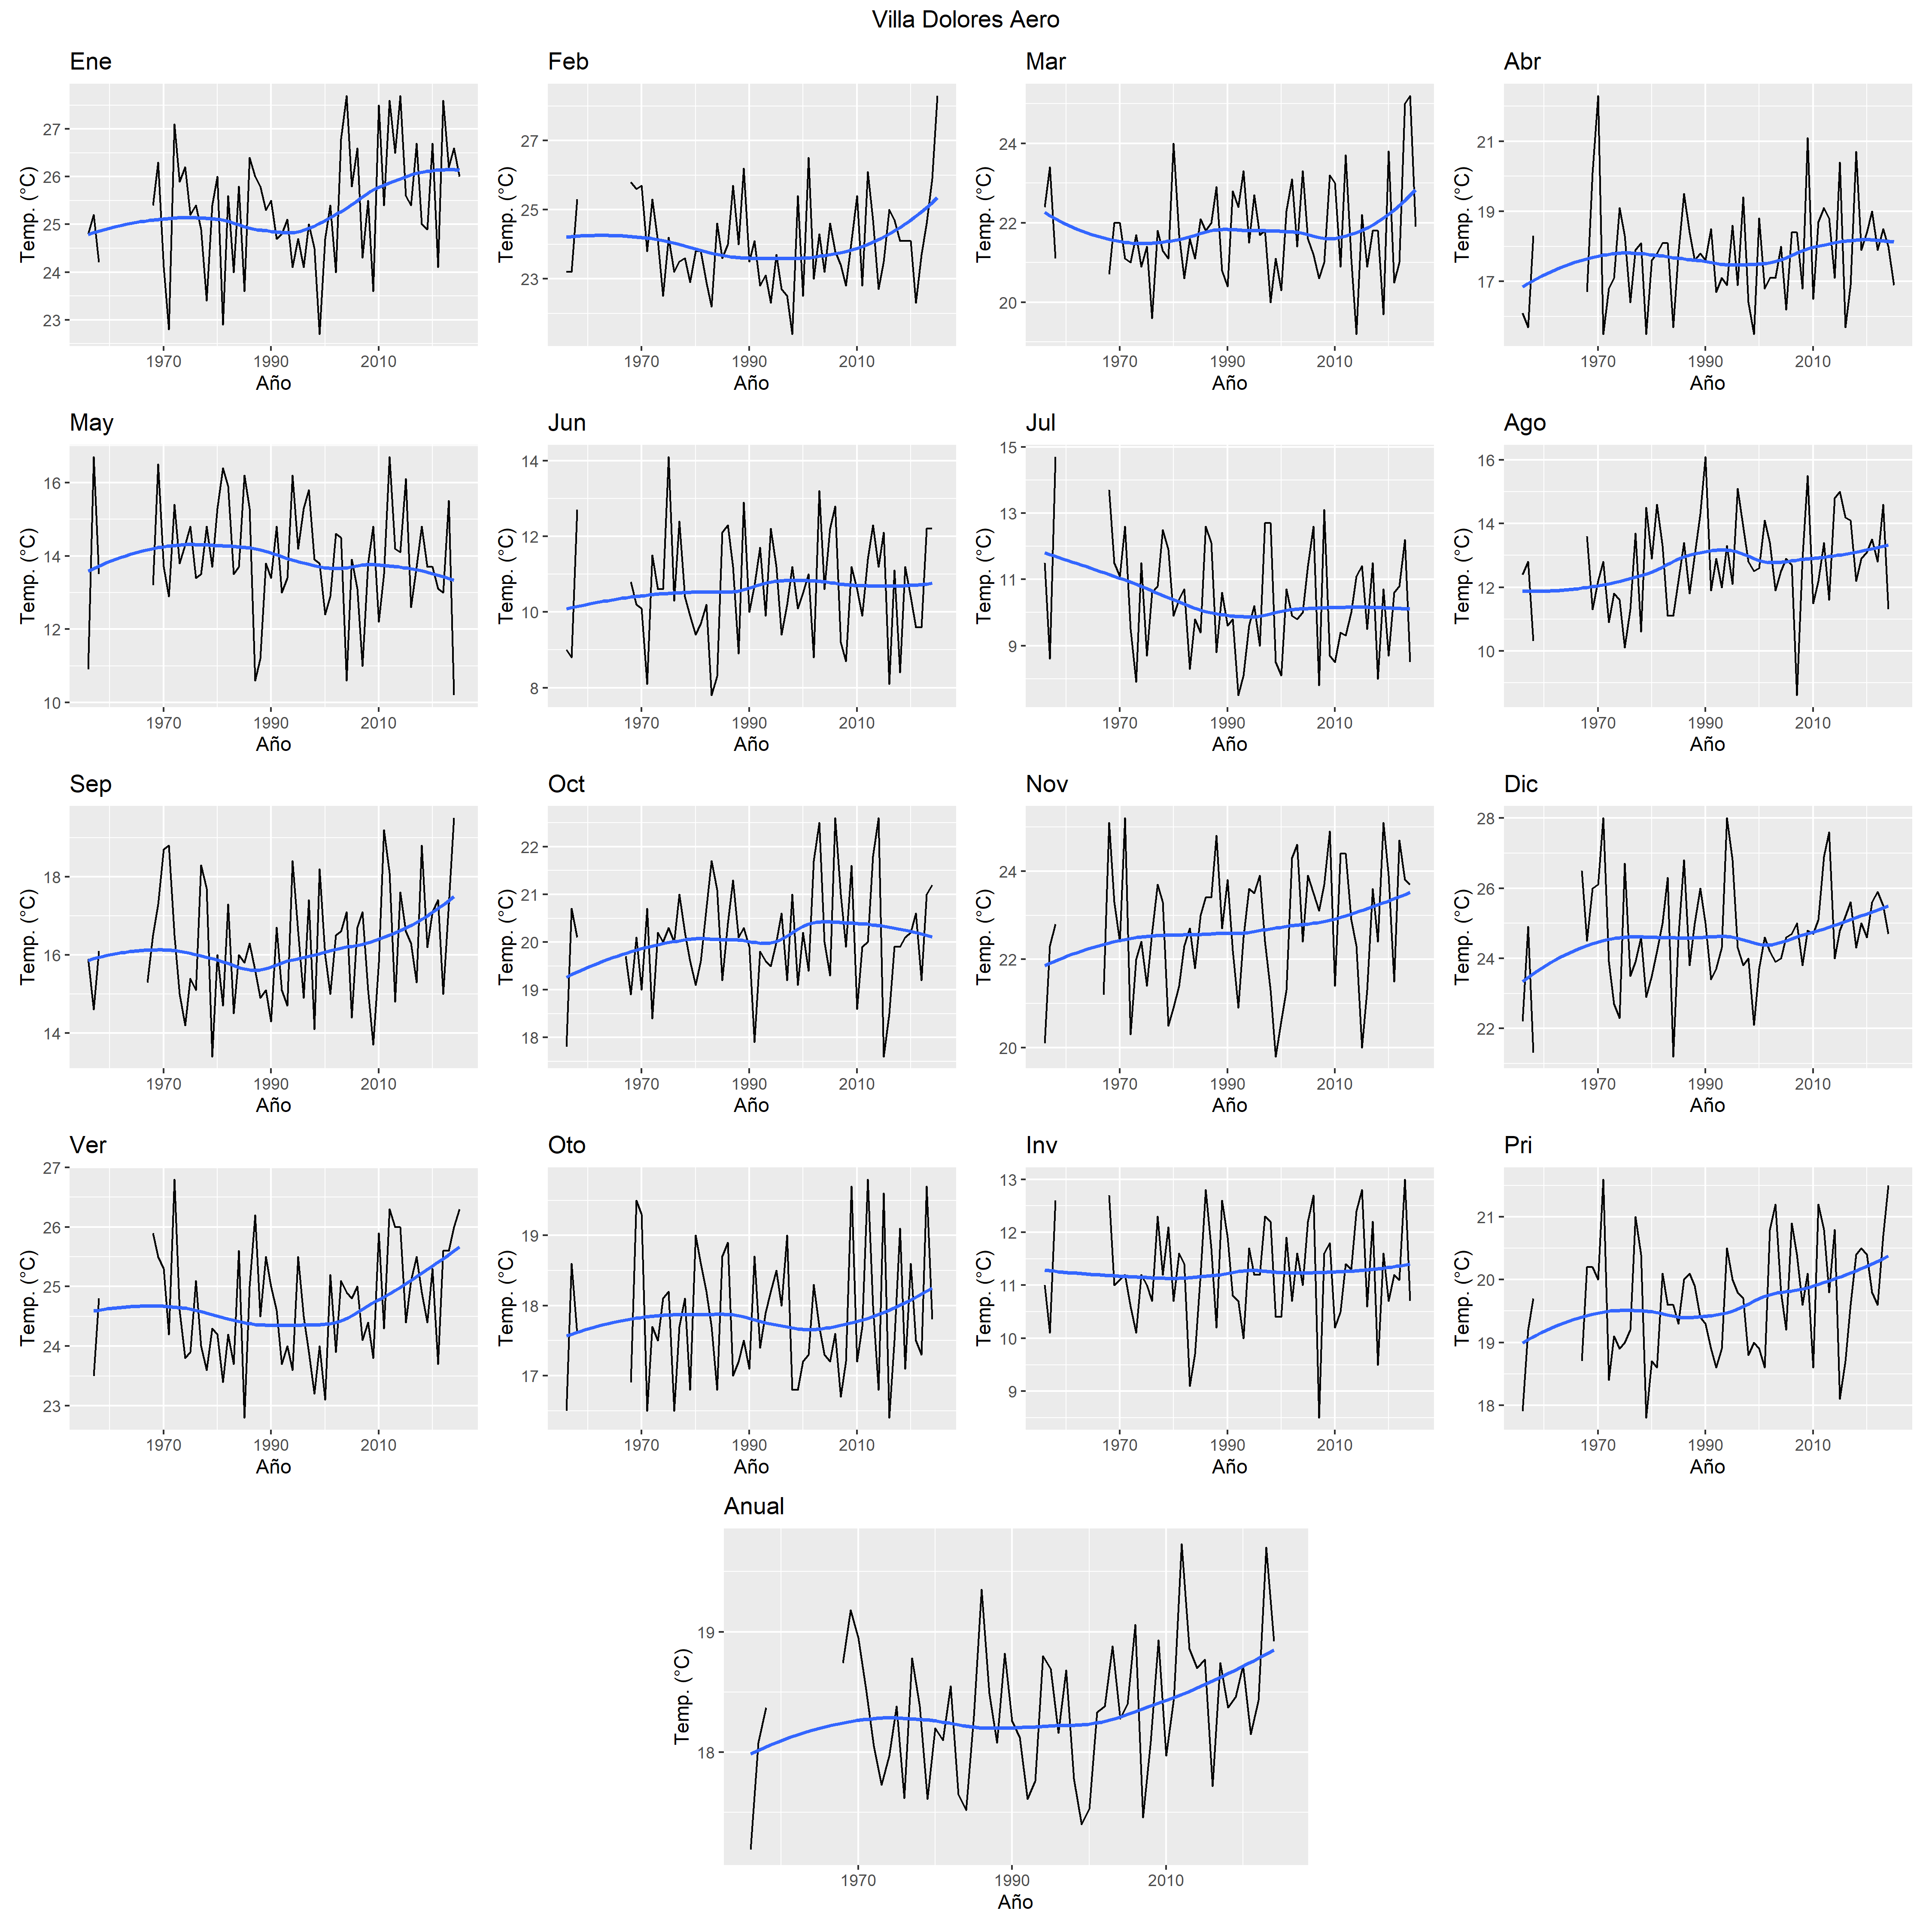 Villa Dolores Aero
Ene Feb Mar Abr
27 26 25 24 23
Temp. (°C)
1970 1990 2010
Año
27 25 23
Temp. (°C)
1970 1990 2010
Año
24 22 20
Temp. (°C)
1970 1990 2010
Año
21 19 17
Temp. (°C)
1970 1990 2010
Año
May Jun Jul Ago
16 14 12 10
Temp. (°C)
1970 1990 2010
Año
14 12 10 8
Temp. (°C)
1970 1990 2010
Año
15 13 11 9
Temp. (°C)
1970 1990 2010
Año
16 14 12 10
Temp. (°C)
1970 1990 2010
Año
Sep Oct Nov Dic
18 16 14
Temp. (°C)
1970 1990 2010
Año
22 21 20 19 18
Temp. (°C)
1970 1990 2010
Año
24 22 20
Temp. (°C)
1970 1990 2010
Año
28 26 24 22
Temp. (°C)
1970 1990 2010
Año
Ver Oto Inv Pri
27 26 25 24 23
Temp. (°C)
1970 1990 2010
Año
19 18 17
Temp. (°C)
1970 1990 2010
Año
13 12 11 10 9
Temp. (°C)
1970 1990 2010
Año
21 20 19 18
Temp. (°C)
1970 1990 2010
Año
Anual
19 18
Temp. (°C)
1970 1990 2010
Año